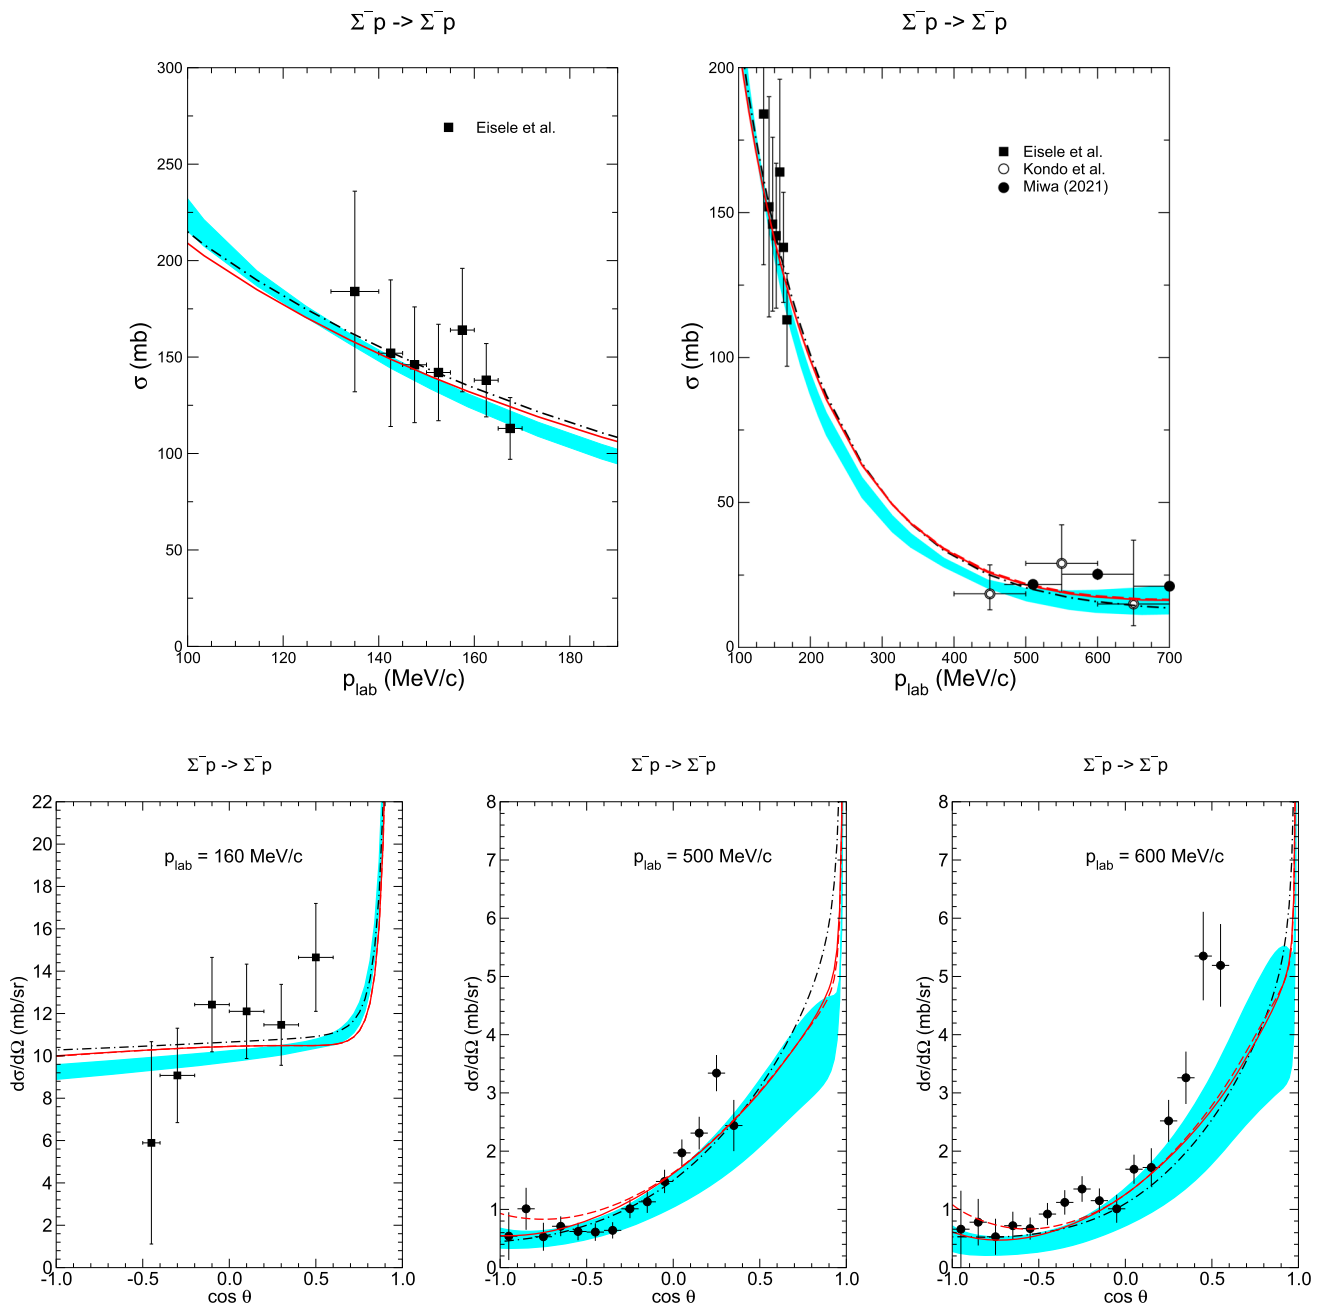 Σ¯p -> Σ¯p
300
250
200
150
100
50
0
100 120 140 160 180
σ (mb)
p_lab (MeV/c)
Eisele et al.
Σ¯p -> Σ¯p
200
150
100
50
0
100 200 300 400 500 600 700
σ (mb)
p_lab (MeV/c)
Eisele et al.
Kondo et al.
Miwa (2021)
Σ¯p -> Σ¯p
p_lab = 160 MeV/c
22
20
18
16
14
12
10
8
6
4
2
0
-1.0 -0.5 0.0 0.5 1.0
dσ/dΩ (mb/sr)
cos θ
Σ¯p -> Σ¯p
p_lab = 500 MeV/c
8
7
6
5
4
3
2
1
0
-1.0 -0.5 0.0 0.5 1.0
dσ/dΩ (mb/sr)
cos θ
Σ¯p -> Σ¯p
p_lab = 600 MeV/c
8
7
6
5
4
3
2
1
0
-1.0 -0.5 0.0 0.5 1.0
dσ/dΩ (mb/sr)
cos θ